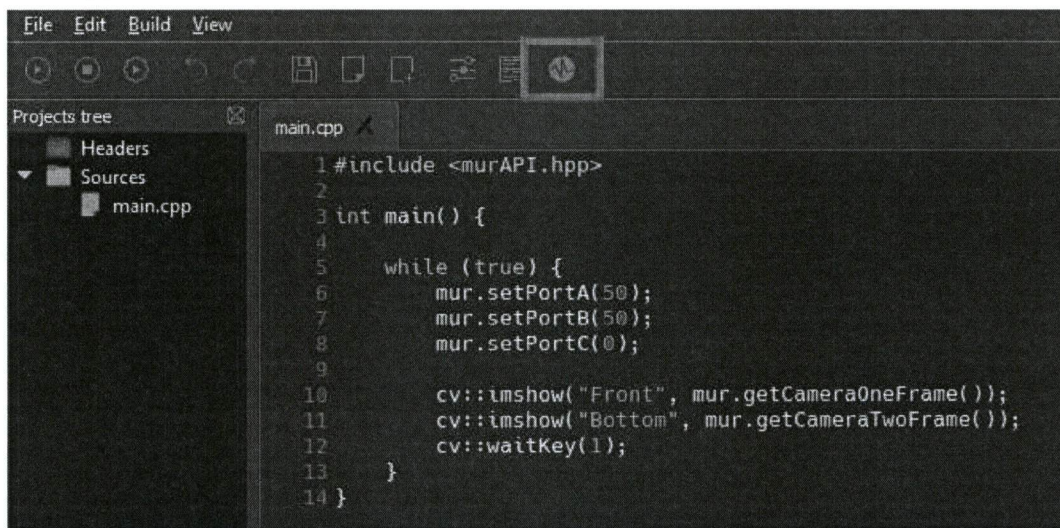 File Edit Build View
Projects tree
Headers
Sources
main.cpp
main.cpp
1 #include <murAPI.hpp>
2
3 int main() {
4
5     while (true) {
6         mur.setPortA(50);
7         mur.setPortB(50);
8         mur.setPortC(0);
9
10         cv::imshow("Front", mur.getCameraOneFrame());
11         cv::imshow("Bottom", mur.getCameraTwoFrame());
12         cv::waitKey(1);
13     }
14 }